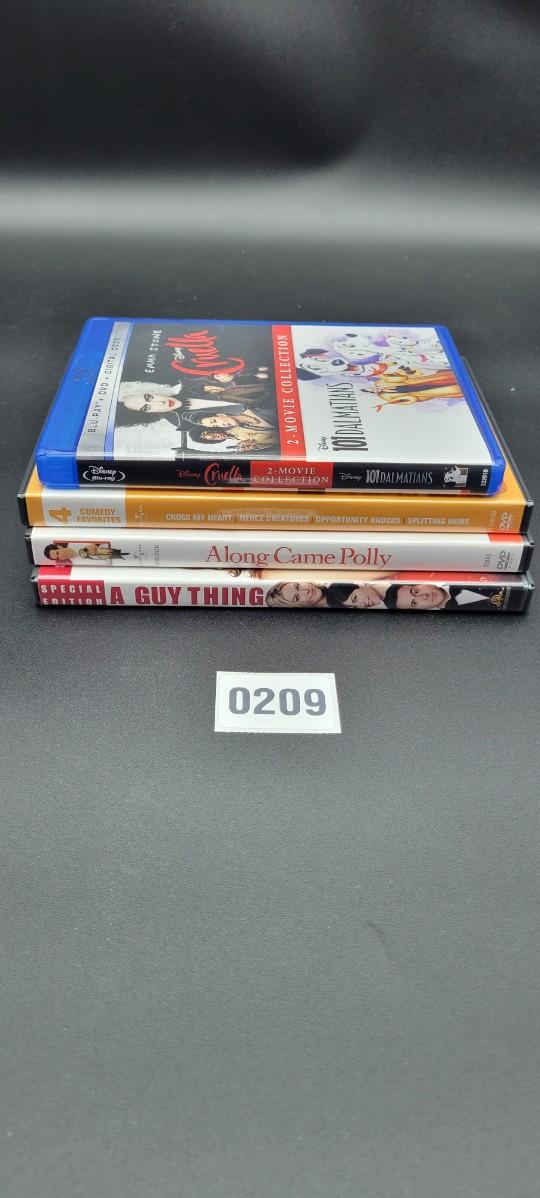 BLU-RAY + DVD + DIGITAL CODE
EMMA STONE
Disney
Cruella
2-MOVIE COLLECTION
Disney
101 DALMATIANS
Disney
Blu-ray
Disney
Cruella
2-MOVIE
COLLECTION
Disney
101 DALMATIANS
4 COMEDY
FAVORITES
CROSS MY HEART | FIERCE CREATURES | OPPORTUNITY KNOCKS | SPLITTING HEIRS
DVD
Along Came Polly
DVD
SPECIAL
EDITION
A GUY THING
0209